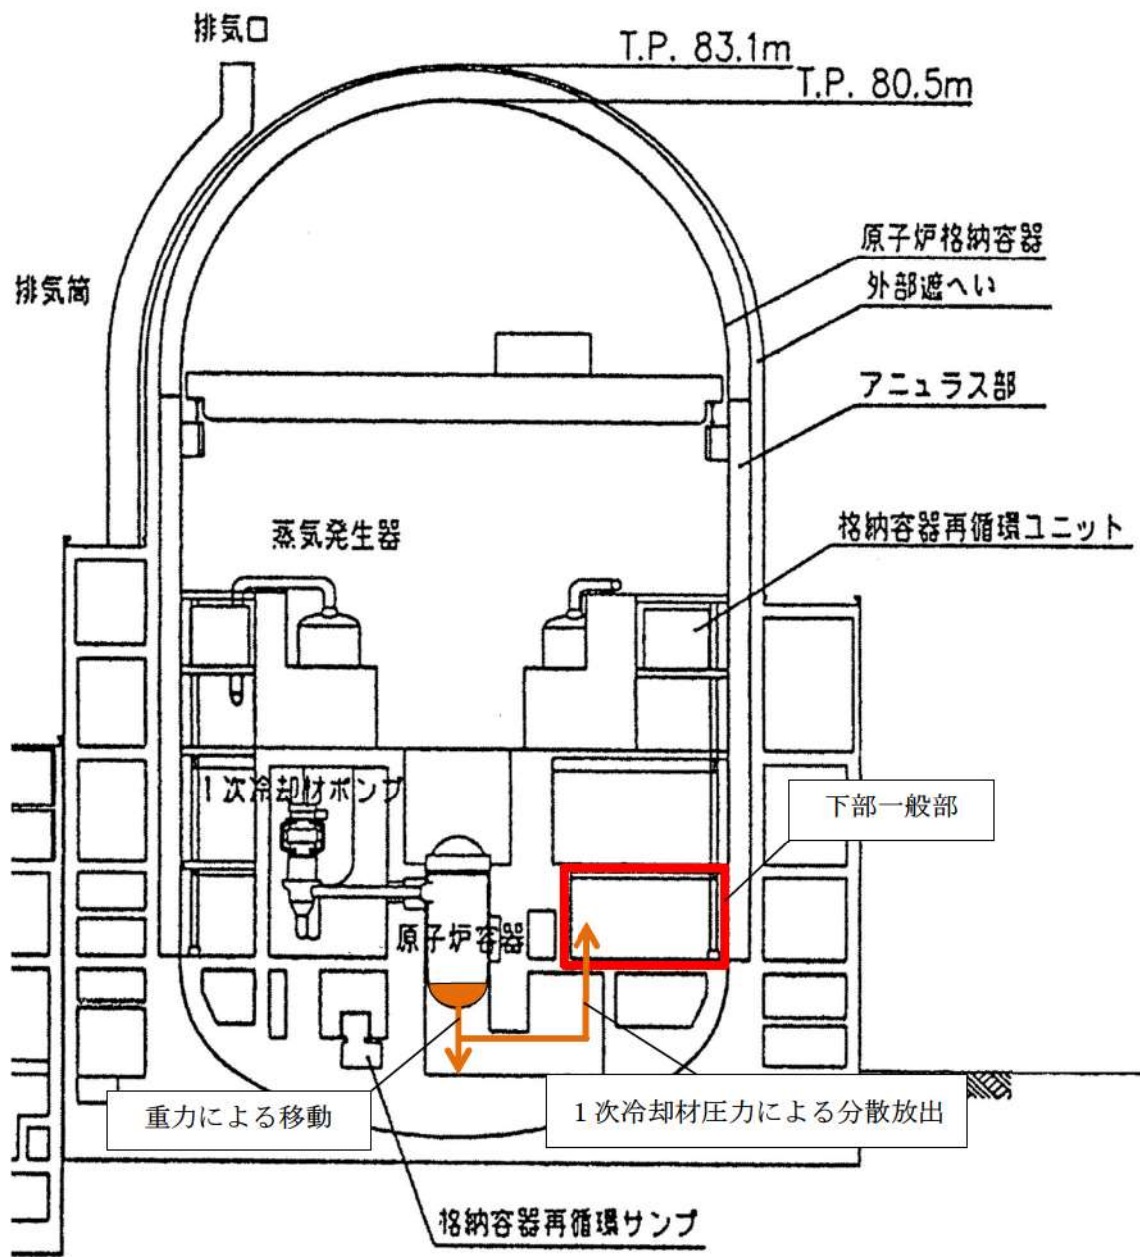 排気口
T.P. 83.1m
T.P. 80.5m
原子炉格納容器
排気筒
外部遮へい
アニュラス部
格納容器再循環ユニット
蒸気発生器
1次冷却材ポンプ
下部一般部
原子炉容器
重力による移動
1次冷却材圧力による分散放出
格納容器再循環サンプ